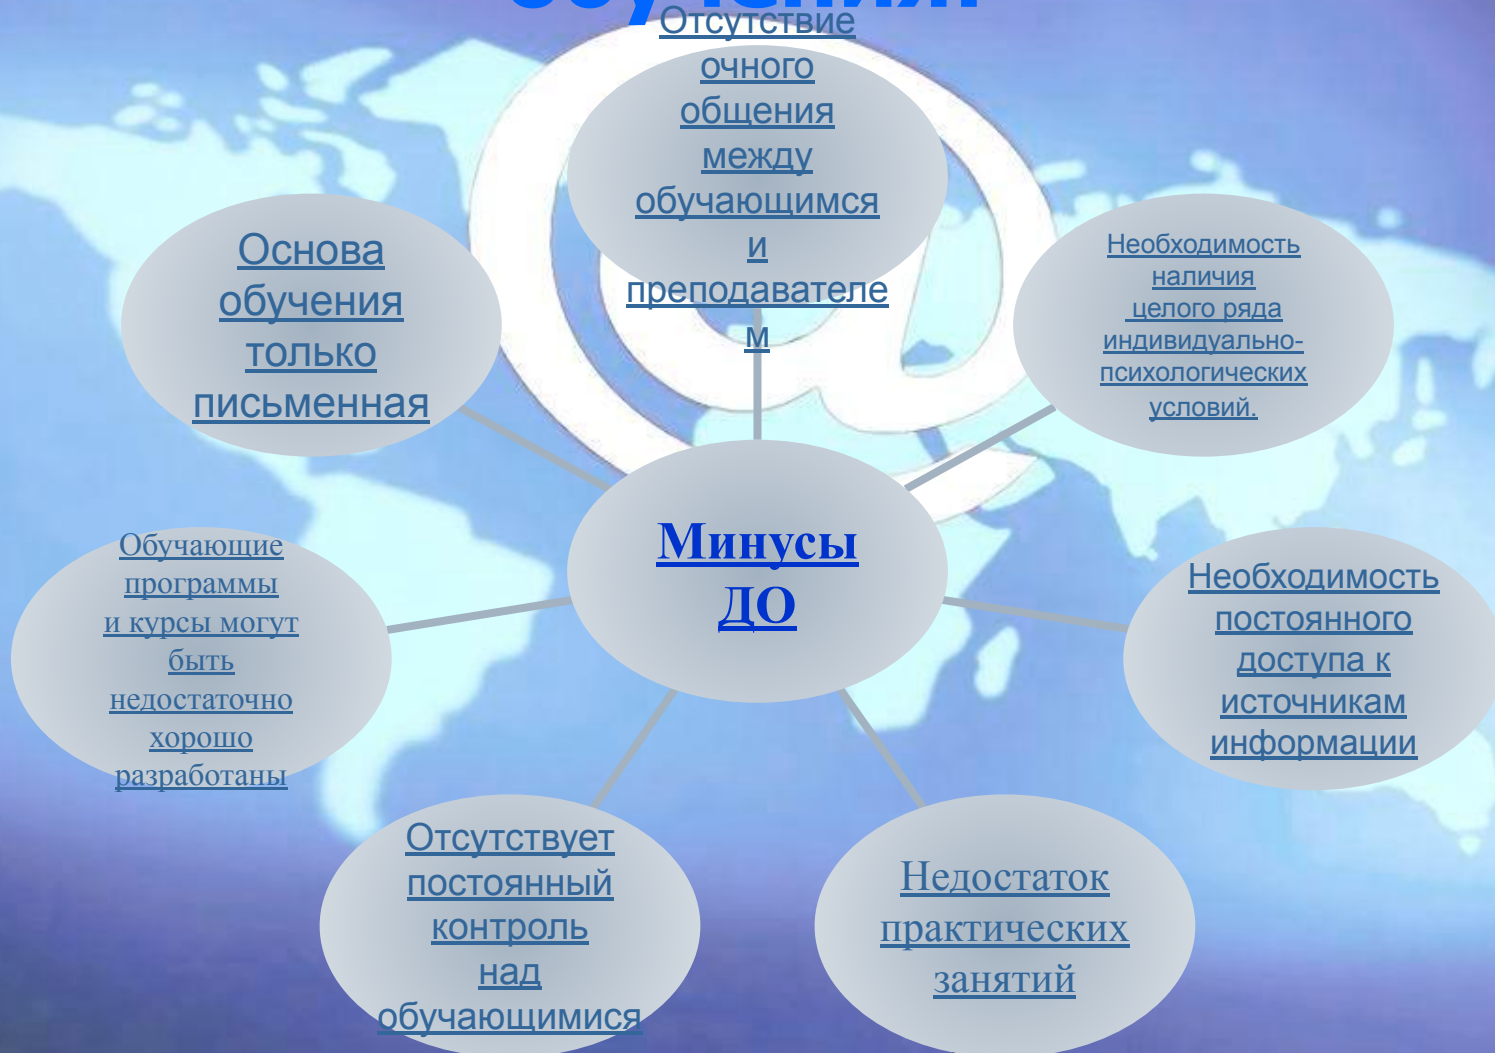 обучения.
Отсутствие
очного
общения
между
обучающимся
и
преподавателе
м
Основа
обучения
только
письменная
Необходимость
наличия
целого ряда
индивидуально-
психологических
условий.
Минусы
ДО
Обучающие
программы
и курсы могут
быть
недостаточно
хорошо
разработаны
Необходимость
постоянного
доступа к
источникам
информации
Отсутствует
постоянный
контроль
над
обучающимися
Недостаток
практических
занятий